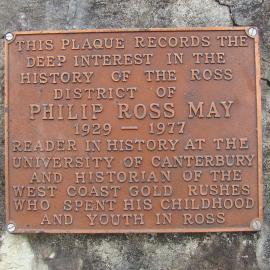 THIS PLAQUE RECORDS THE
DEEP INTEREST IN THE
HISTORY OF THE ROSS
DISTRICT OF
PHILIP ROSS MAY
1929 — 1977
READER IN HISTORY AT THE
UNIVERSITY OF CANTERBURY
AND HISTORIAN OF THE
WEST COAST GOLD RUSHES
WHO SPENT HIS CHILDHOOD
AND YOUTH IN ROSS